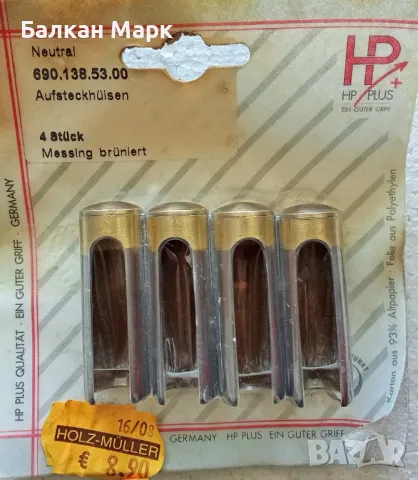 Балкан Марк
Neutral
690.138.53.00
Aufsteckhülsen
4 Stück
Messing brüniert
HP
HP PLUS
EIN GUTER GRIFF
HP PLUS QUALITÄT · EIN GUTER GRIFF · GERMANY
Karton aus 93% Altpapier · Folie aus Polyethylen
16/08
HOLZ-MÜLLER
€ 8.90
GERMANY HP PLUS EIN GUTER GRIFF
BAZAR